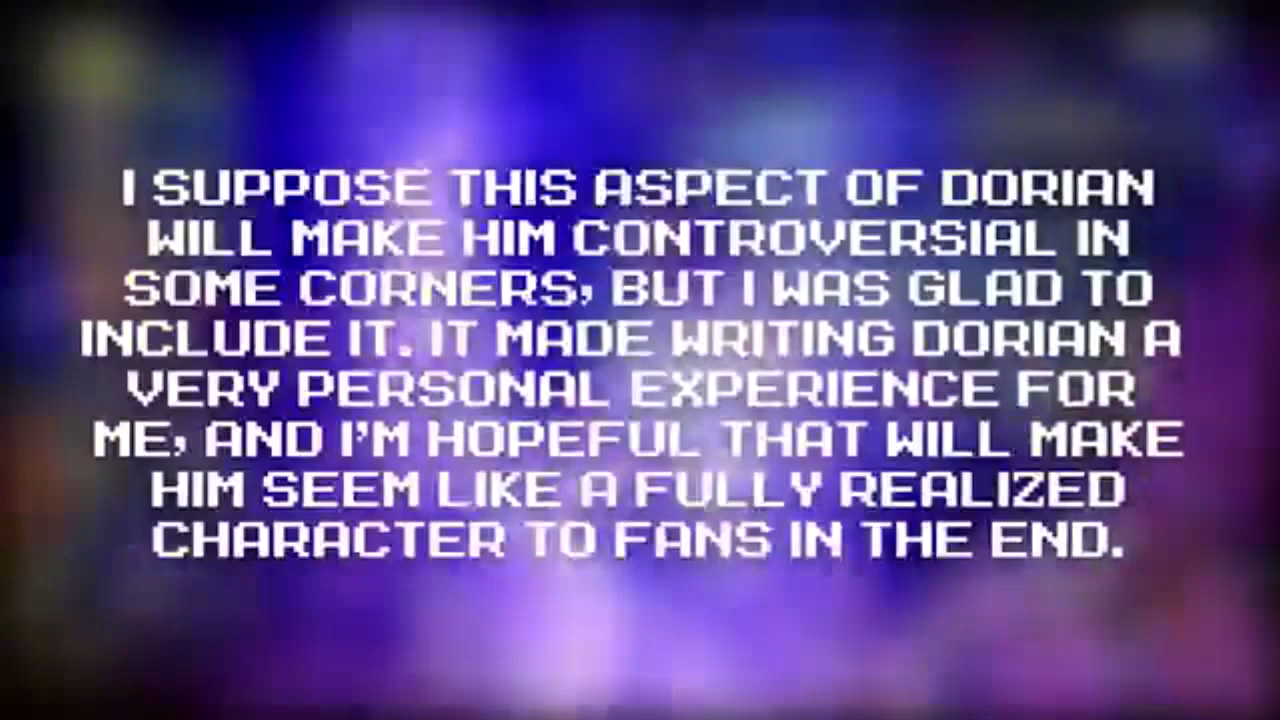 I SUPPOSE THIS ASPECT OF DORIAN
WILL MAKE HIM CONTROVERSIAL IN
SOME CORNERS, BUT I WAS GLAD TO
INCLUDE IT. IT MADE WRITING DORIAN A
VERY PERSONAL EXPERIENCE FOR
ME, AND I'M HOPEFUL THAT WILL MAKE
HIM SEEM LIKE A FULLY REALIZED
CHARACTER TO FANS IN THE END.